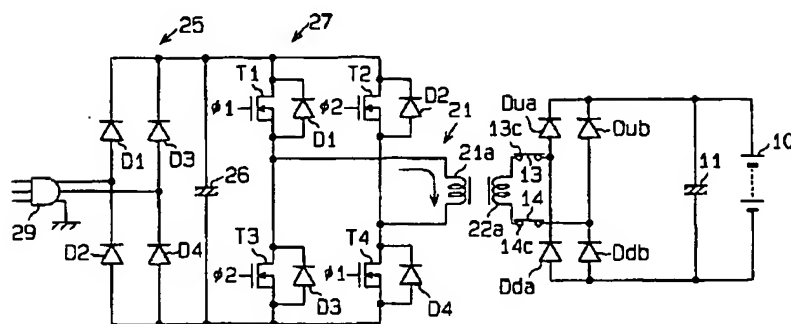 25
27
T1
T2
φ1
φ2
D1
D2
21
21a
Dua
Dub
13c
13
10
11
D1
D3
26
29
14
14c
22a
D2
D4
T3
T4
φ2
φ1
D3
D4
Dda
Ddb